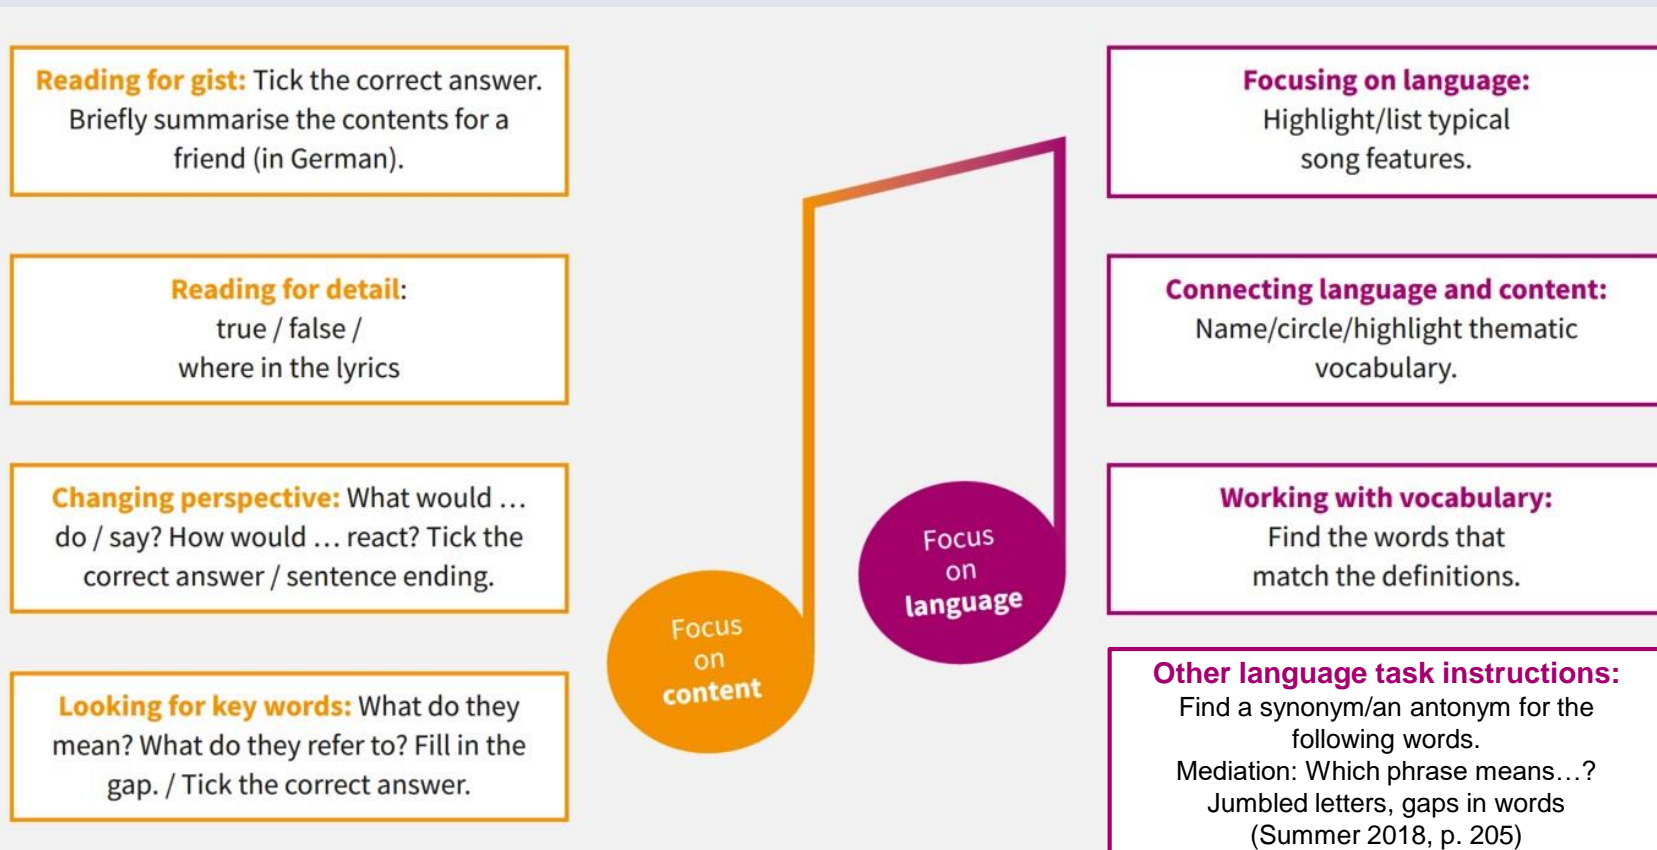 Reading for gist: Tick the correct answer.
Briefly summarise the contents for a
friend (in German).
Reading for detail:
true / false /
where in the lyrics
Changing perspective: What would …
do / say? How would … react? Tick the
correct answer / sentence ending.
Looking for key words: What do they
mean? What do they refer to? Fill in the
gap. / Tick the correct answer.
Focus
on
content
Focus
on
language
Focusing on language:
Highlight/list typical
song features.
Connecting language and content:
Name/circle/highlight thematic
vocabulary.
Working with vocabulary:
Find the words that
match the definitions.
Other language task instructions:
Find a synonym/an antonym for the
following words.
Mediation: Which phrase means…?
Jumbled letters, gaps in words
(Summer 2018, p. 205)